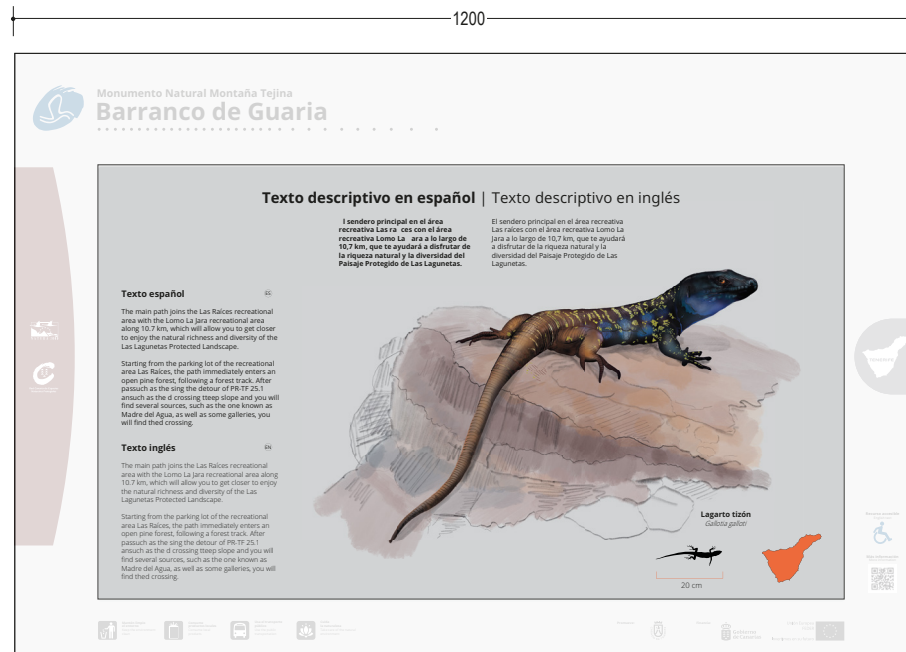 1200
Monumento Natural Montaña Tejina
Barranco de Guaria
Texto descriptivo en español | Texto descriptivo en inglés
l sendero principal en el área
recreativa Las ra ces con el área
recreativa Lomo La ara a lo largo de
10,7 km, que te ayudará a disfrutar de
la riqueza natural y la diversidad del
Paisaje Protegido de Las Lagunetas.
El sendero principal en el área recreativa
Las raíces con el área recreativa Lomo La
Jara a lo largo de 10,7 km, que te ayudará
a disfrutar de la riqueza natural y la
diversidad del Paisaje Protegido de Las
Lagunetas.
Texto español ES
The main path joins the Las Raíces recreational
area with the Lomo La Jara recreational area
along 10.7 km, which will allow you to get closer
to enjoy the natural richness and diversity of the
Las Lagunetas Protected Landscape.
Starting from the parking lot of the recreational
area Las Raíces, the path immediately enters an
open pine forest, following a forest track. After
passuch as the sing the detour of PR-TF 25.1
ansuch as the d crossing tteep slope and you will
find several sources, such as the one known as
Madre del Agua, as well as some galleries, you
will find thed crossing.
Texto inglés EN
The main path joins the Las Raíces recreational
area with the Lomo La Jara recreational area along
10.7 km, which will allow you to get closer to enjoy
the natural richness and diversity of the Las
Lagunetas Protected Landscape.
Starting from the parking lot of the recreational
area Las Raíces, the path immediately enters an
open pine forest, following a forest track. After
passuch as the sing the detour of PR-TF 25.1
ansuch as the d crossing tteep slope and you will
find several sources, such as the one known as
Madre del Agua, as well as some galleries, you will
find thed crossing.
Lagarto tizón
Gallotia galloti
20 cm
TENERIFE
Gobierno
de Canarias